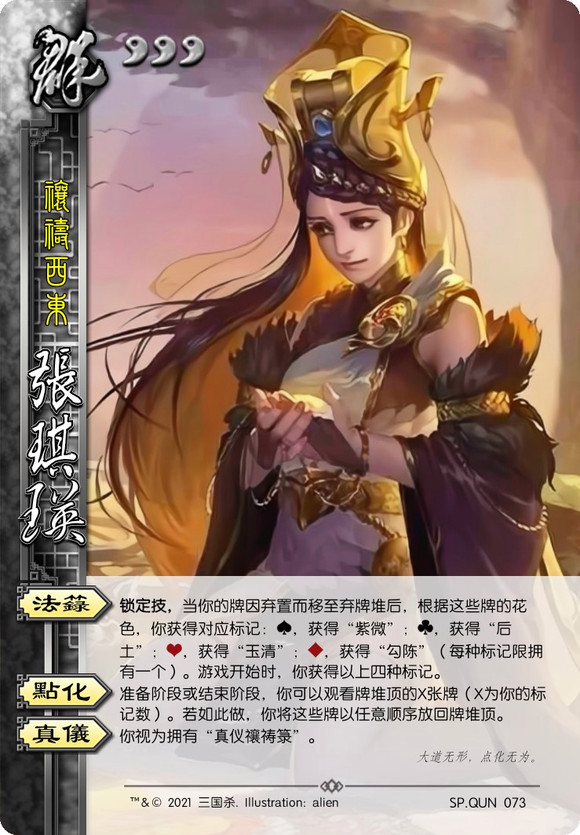 群
禳禱西東
張琪瑛
法籙
锁定技，当你的牌因弃置而移至弃牌堆后，根据这些牌的花
色，你获得对应标记：♠，获得“紫微”；♣，获得“后
土”；♥，获得“玉清”；♦，获得“勾陈”（每种标记限拥
有一个）。游戏开始时，你获得以上四种标记。
點化
准备阶段或结束阶段，你可以观看牌堆顶的X张牌（X为你的标
记数）。若如此做，你将这些牌以任意顺序放回牌堆顶。
真儀
你视为拥有“真仪禳祷箓”。
大道无形，点化无为。
™&© 2021 三国杀. Illustration: alien
SP.QUN 073